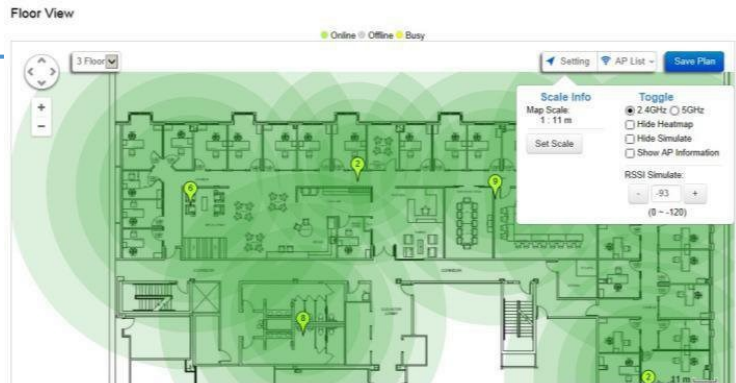 Floor View
Online Offline Busy
3 Floor
Setting AP List Save Plan
Scale Info
Map Scale:
1 : 11 m
Set Scale
Toggle
2.4GHz 5GHz
Hide Heatmap
Hide Simulate
Show AP Information
RSSI Simulate:
- -93 +
(0 ~ -120)
2
6
9
CORRIDOR
CORRIDOR
8
2
11 m